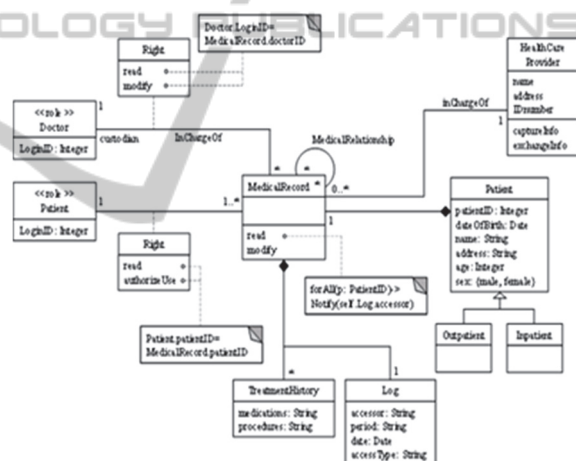 OLOGY PUBLICATIONS
Doctor.LoginID=
MedicalRecord.doctorID
Right
read
modify
HealthCare
Provider
name
address
IDnumber
captureInfo
exchangeInfo
<<role>>
Doctor
LoginID: Integer
1
custodian
InChargeOf
*
inChargeOf
1
0..*
MedicalRelationship
*
*
MedicalRecord
read
modify
<<role>>
Patient
LoginID: Integer
1
1..*
1
Right
read
authorizeUse
Patient
patientID: Integer
dateOfBirth: Date
name: String
address: String
age: Integer
sex: {male, female}
forAll(p: PatientID)->
Notify(self.Log.accessor)
Patient.patientID=
MedicalRecord.patientID
Outpatient
Inpatient
*
1
TreatmentHistory
medications: String
procedures: String
Log
accessor: String
period: String
date: Date
accessType: String